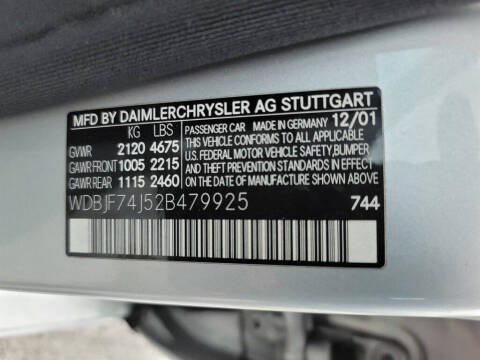 MFD BY DAIMLERCHRYSLER AG STUTTGART
KG LBS PASSENGER CAR MADE IN GERMANY 12/01
GVWR 2120 4675 THIS VEHICLE CONFORMS TO ALL APPLICABLE
GAWR FRONT 1005 2215 U.S. FEDERAL MOTOR VEHICLE SAFETY, BUMPER,
GAWR REAR 1115 2460 AND THEFT PREVENTION STANDARDS IN EFFECT
ON THE DATE OF MANUFACTURE SHOWN ABOVE.
WDBJF74J52B479925 744